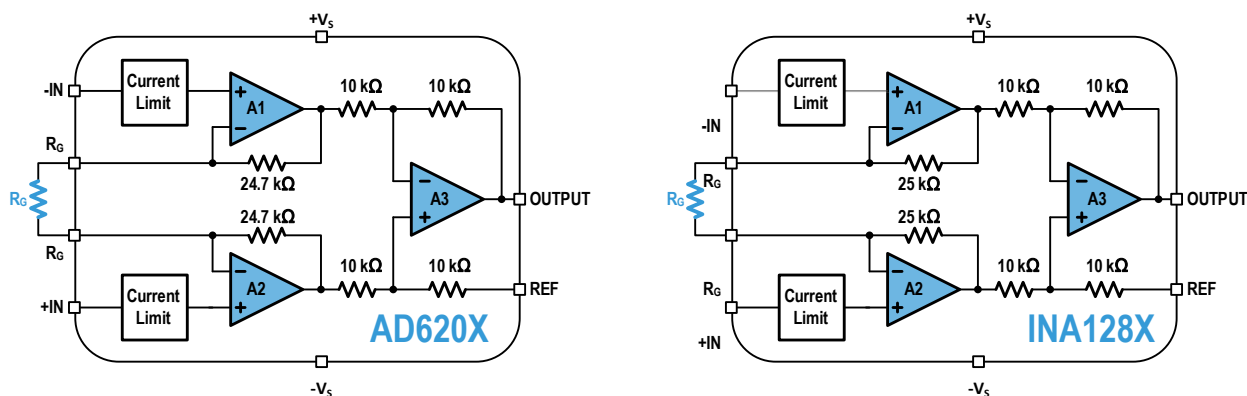 +VS
-IN
Current
Limit
A1
10 kΩ
10 kΩ
RG
24.7 kΩ
RG
A3
OUTPUT
24.7 kΩ
RG
A2
10 kΩ
10 kΩ
REF
+IN
Current
Limit
AD620X
-VS
+VS
Current
Limit
A1
10 kΩ
10 kΩ
-IN
25 kΩ
RG
RG
A3
OUTPUT
25 kΩ
RG
A2
10 kΩ
10 kΩ
REF
Current
Limit
+IN
INA128X
-VS